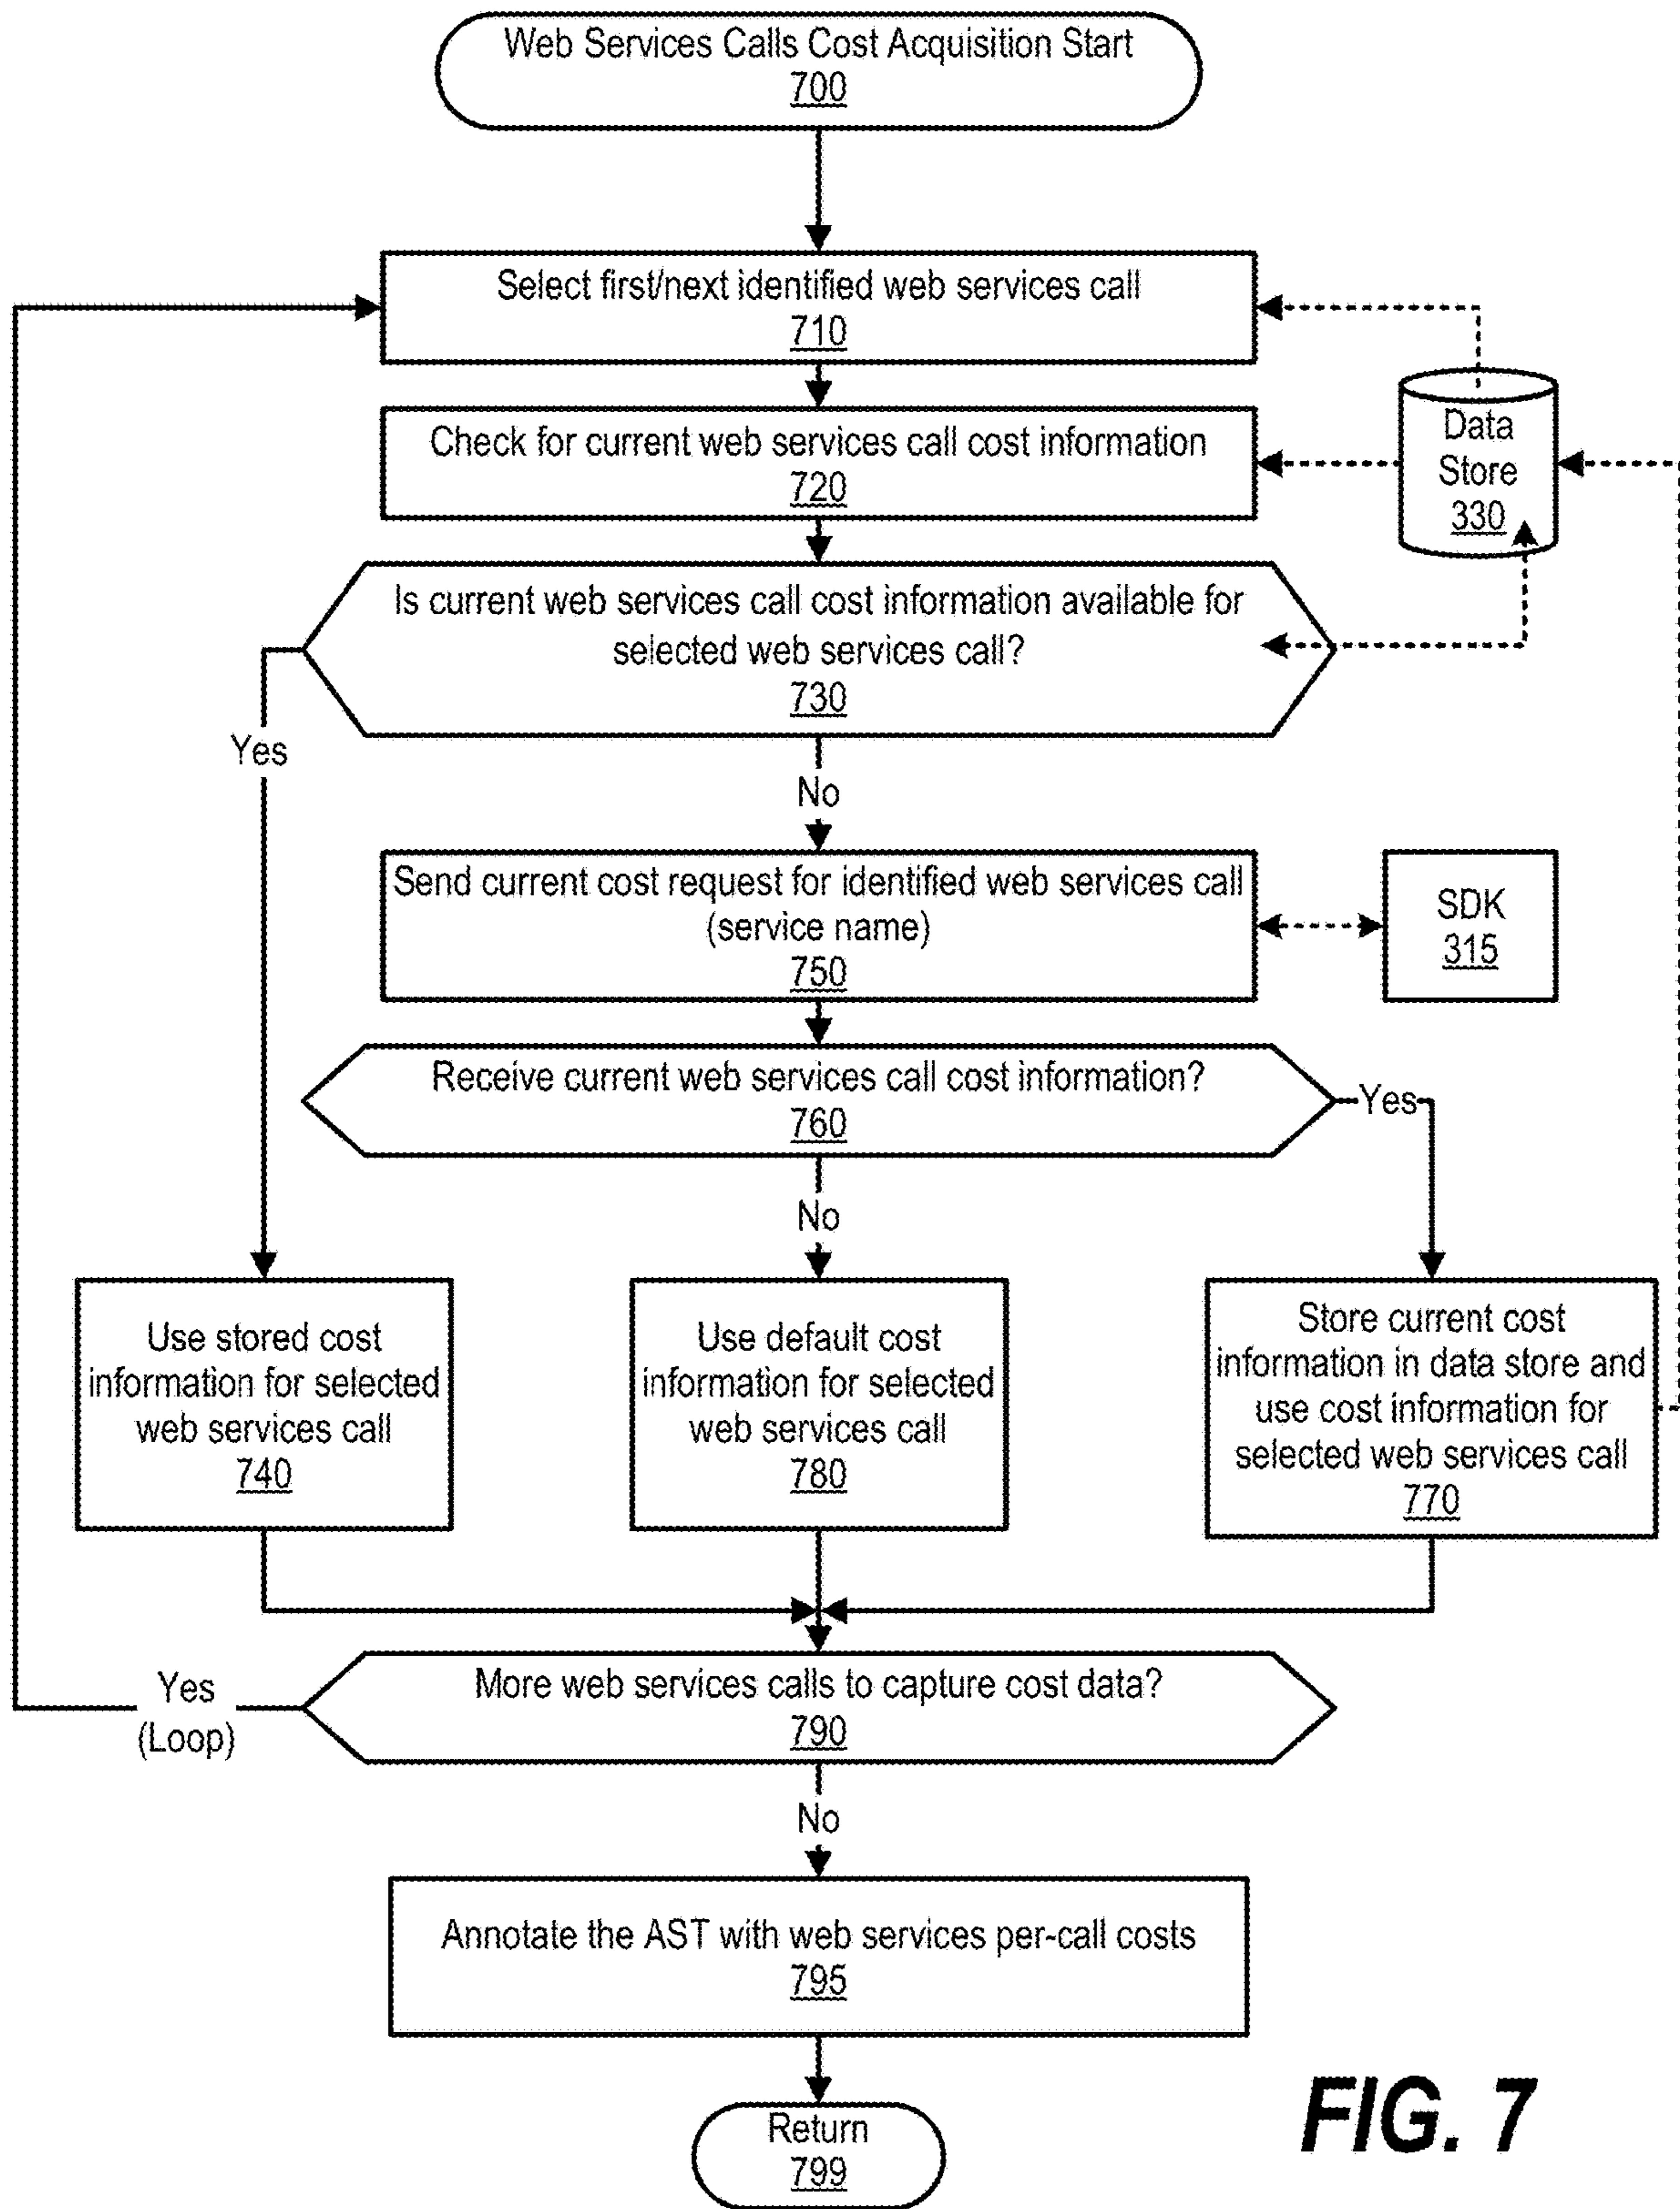 Web Services Calls Cost Acquisition Start
700
Select first/next identified web services call
710
Check for current web services call cost information
720
Data
Store
330
Is current web services call cost information available for
selected web services call?
730
Yes
No
Send current cost request for identified web services call
(service name)
750
SDK
315
Receive current web services call cost information?
760
Yes
No
Use stored cost
information for selected
web services call
740
Use default cost
information for selected
web services call
780
Store current cost
information in data store and
use cost information for
selected web services call
770
More web services calls to capture cost data?
790
Yes
(Loop)
No
Annotate the AST with web services per-call costs
795
Return
799
FIG. 7